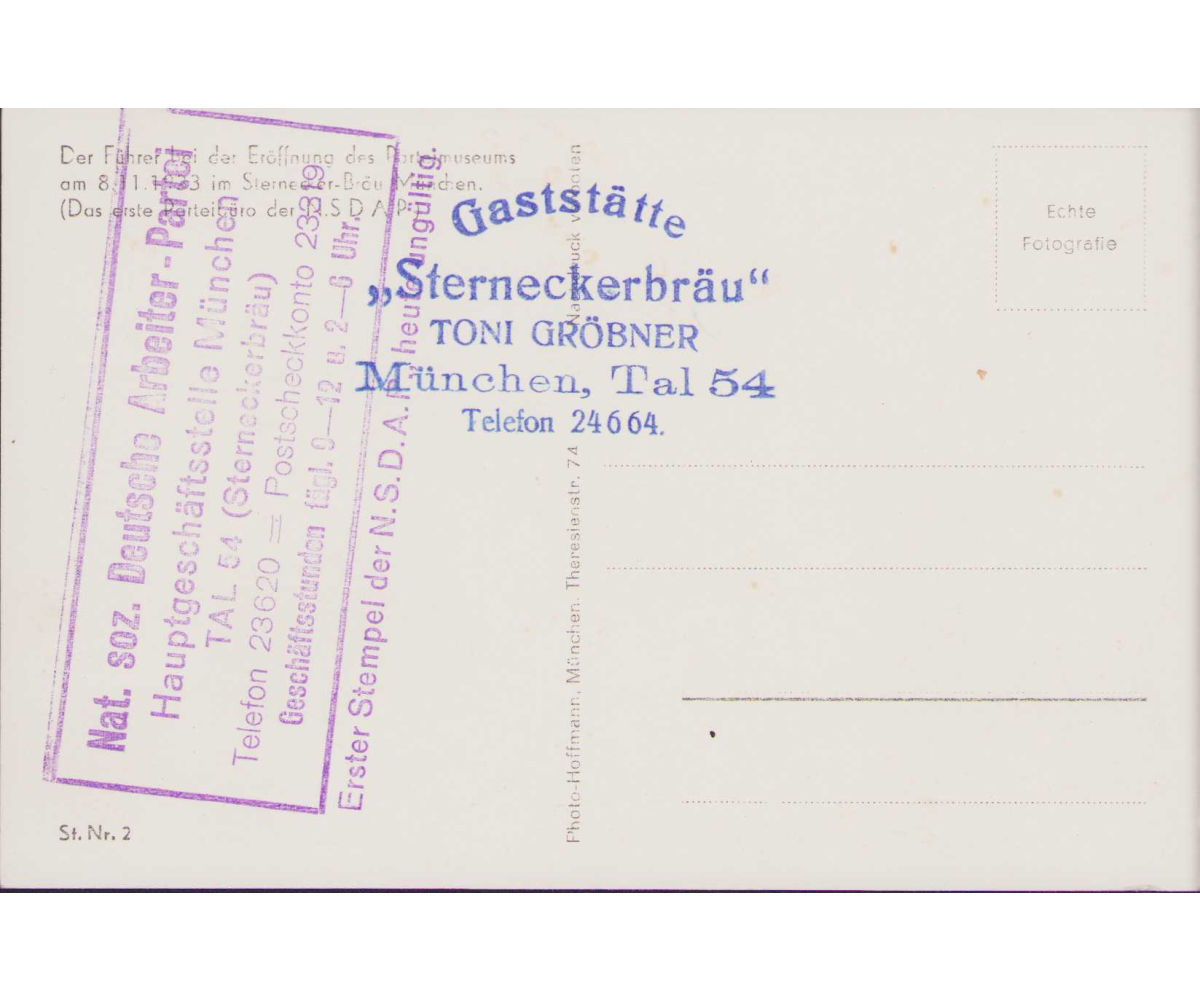 Der Führer bei der Eröffnung des Parteimuseums
am 8.11.1933 im Sternecker-Bräu München.
(Das erste Parteibüro der N.S.D.A.P.)
Nat. soz. Deutsche Arbeiter-Partei
Hauptgeschäftsstelle München
TAL 54 (Sterneckerbräu)
Telefon 23620 = Postscheckkonto 23319
Geschäftsstunden tägl. 9—12 u. 2—6 Uhr.
Erster Stempel der N.S.D.A.P. heute ungültig.
Gaststätte
„Sterneckerbräu“
TONI GRÖBNER
München, Tal 54
Telefon 24664.
Photo-Hoffmann, München, Theresienstr. 74
Nachdruck verboten
Echte
Fotografie
St. Nr. 2